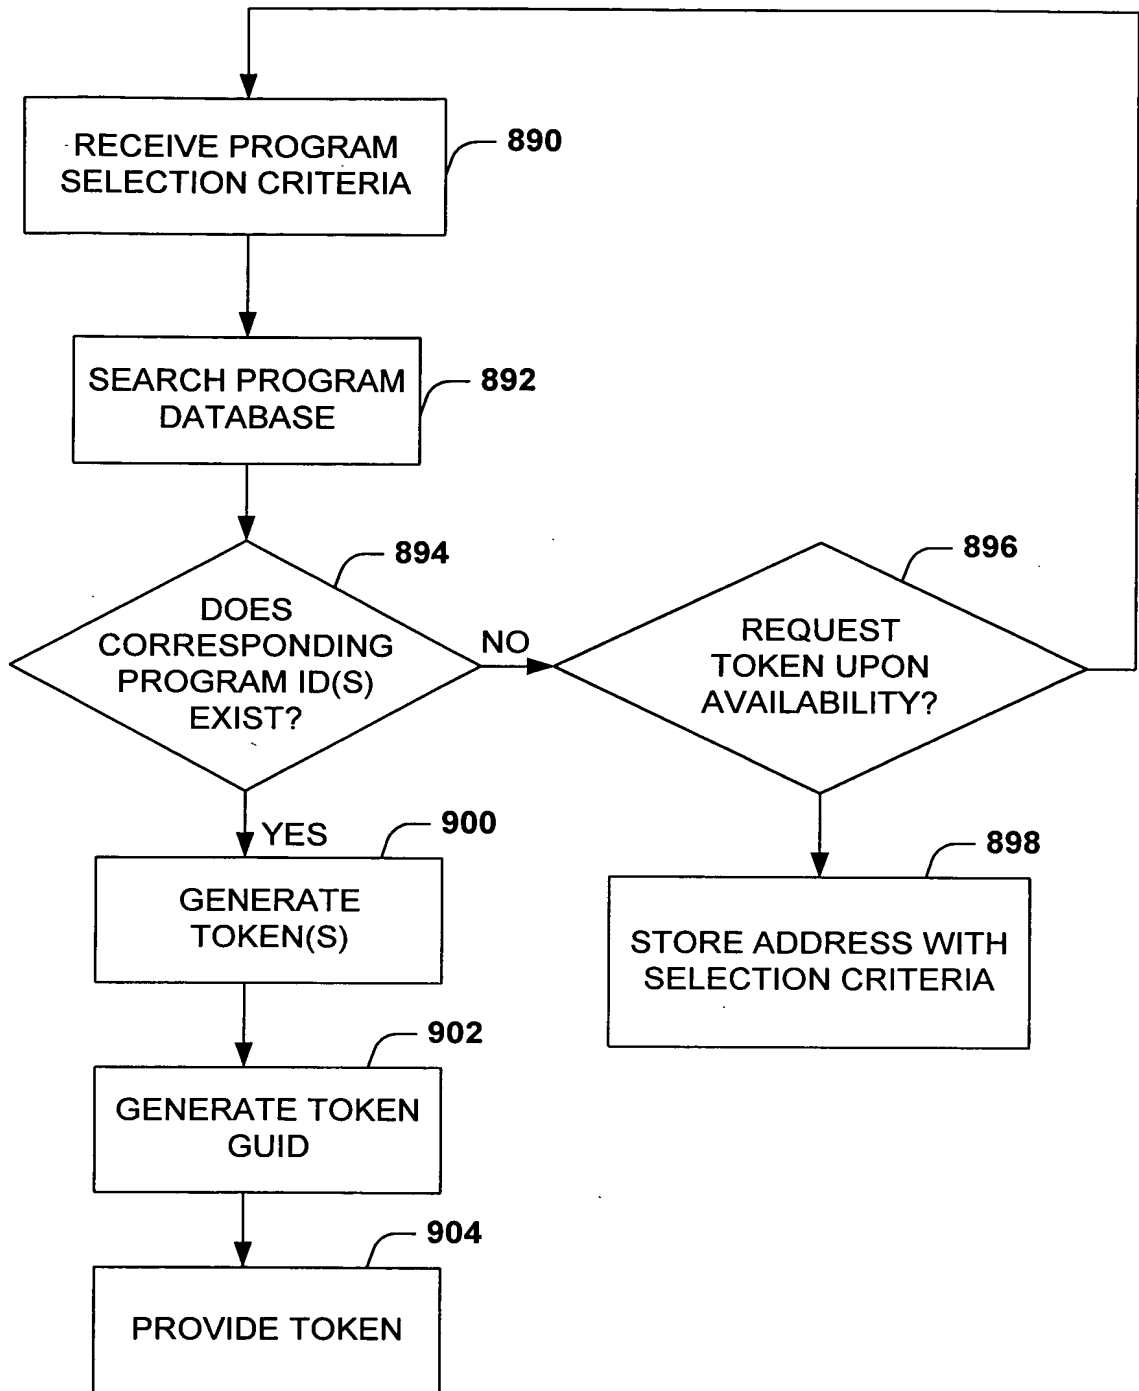 RECEIVE PROGRAM
SELECTION CRITERIA
890
SEARCH PROGRAM
DATABASE
892
894
DOES
CORRESPONDING
PROGRAM ID(S)
EXIST?
NO
896
REQUEST
TOKEN UPON
AVAILABILITY?
YES
900
GENERATE
TOKEN(S)
898
STORE ADDRESS WITH
SELECTION CRITERIA
902
GENERATE TOKEN
GUID
904
PROVIDE TOKEN